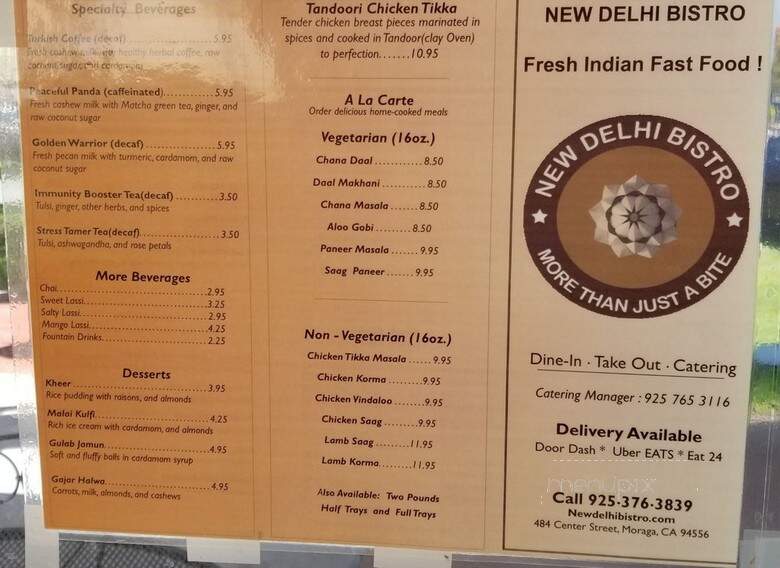 Specialty Beverages
Turkish Coffee (decaf) 5.95
Fresh cashew milk, healthy herbal coffee, raw
coconut sugar, and cardamom
Peaceful Panda (caffeinated)..............5.95
Fresh cashew milk with Matcha green tea, ginger, and
raw coconut sugar
Golden Warrior (decaf)....................5.95
Fresh pecan milk with turmeric, cardamom, and raw
coconut sugar
Immunity Booster Tea(decaf)..............3.50
Tulsi, ginger, other herbs, and spices
Stress Tamer Tea(decaf)....................3.50
Tulsi, ashwagandha, and rose petals
More Beverages
Chai..............................2.95
Sweet Lassi..............................3.25
Salty Lassi..............................2.95
Mango Lassi..............................4.25
Fountain Drinks..............................2.25
Desserts
Kheer..............................3.95
Rice pudding with raisons, and almonds
Malai Kulfi..............................4.25
Rich ice cream with cardamom, and almonds
Gulab Jamun..............................4.95
Soft and fluffy balls in cardamam syrup
Gajar Halwa..............................4.95
Carrots, milk, almonds, and cashews
Tandoori Chicken Tikka
Tender chicken breast pieces marinated in
spices and cooked in Tandoor(clay Oven)
to perfection.......10.95
A La Carte
Order delicious home-cooked meals
Vegetarian (16oz.)
Chana Daal ..............8.50
Daal Makhani ...........8.50
Chana Masala ...........8.50
Aloo Gobi .........8.50
Paneer Masala .......9.95
Saag Paneer .......9.95
Non - Vegetarian (16oz.)
Chicken Tikka Masala ......9.95
Chicken Korma .......9.95
Chicken Vindaloo .......9.95
Chicken Saag .......9.95
Lamb Saag .......11.95
Lamb Korma.......11.95
Also Available: Two Pounds
Half Trays and Full Trays
NEW DELHI BISTRO
Fresh Indian Fast Food !
NEW DELHI BISTRO
MORE THAN JUST A BITE
Dine-In · Take Out · Catering
Catering Manager : 925 765 3116
Delivery Available
Door Dash * Uber EATS * Eat 24
menupix
Call 925-376-3839
Newdelhibistro.com
484 Center Street, Moraga, CA 94556